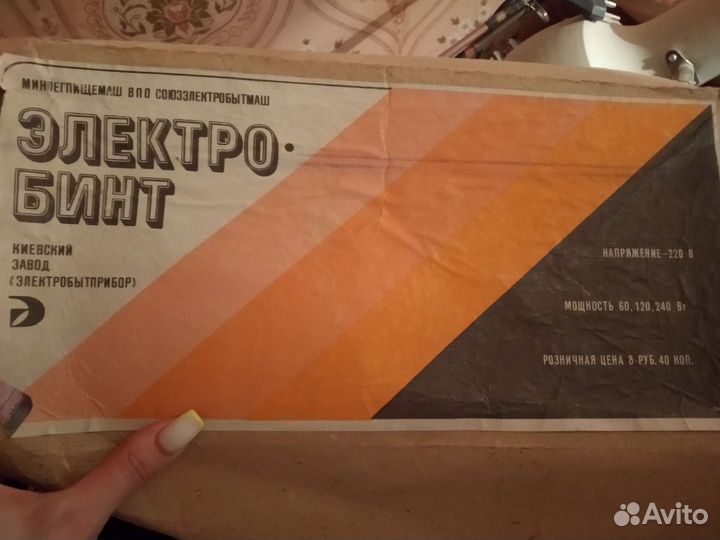 МИНЛЕГПИЩЕМАШ ВПО СОЮЗЭЛЕКТРОБЫТМАШ
ЭЛЕКТРО-
БИНТ
КИЕВСКИЙ
ЗАВОД
«ЭЛЕКТРОБЫТПРИБОР»
НАПРЯЖЕНИЕ-220 В
МОЩНОСТЬ 60,120,240 Вт
РОЗНИЧНАЯ ЦЕНА 8 РУБ. 40 КОП.
Avito